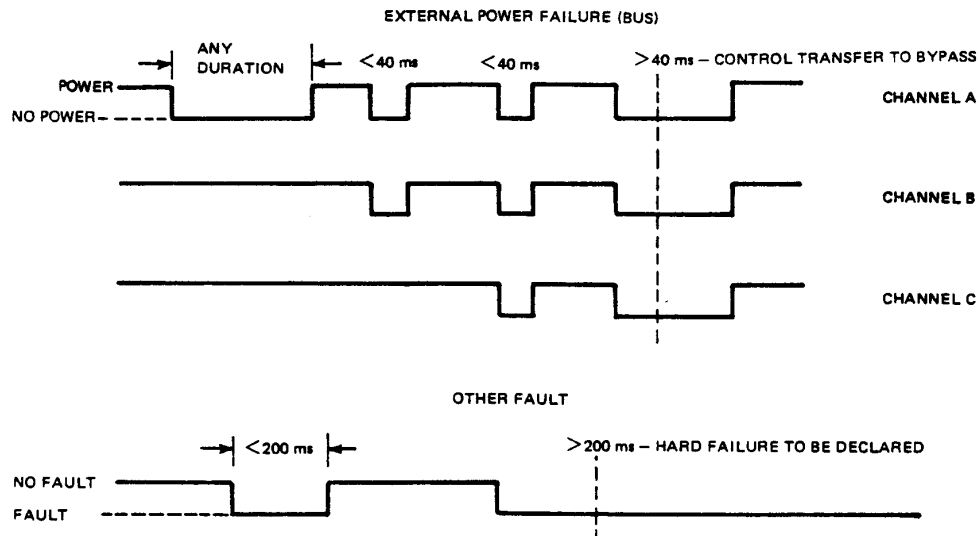 EXTERNAL POWER FAILURE (BUS)
ANY
DURATION
<40 ms
<40 ms
>40 ms – CONTROL TRANSFER TO BYPASS
POWER
CHANNEL A
NO POWER
CHANNEL B
CHANNEL C
OTHER FAULT
<200 ms
>200 ms – HARD FAILURE TO BE DECLARED
NO FAULT
FAULT